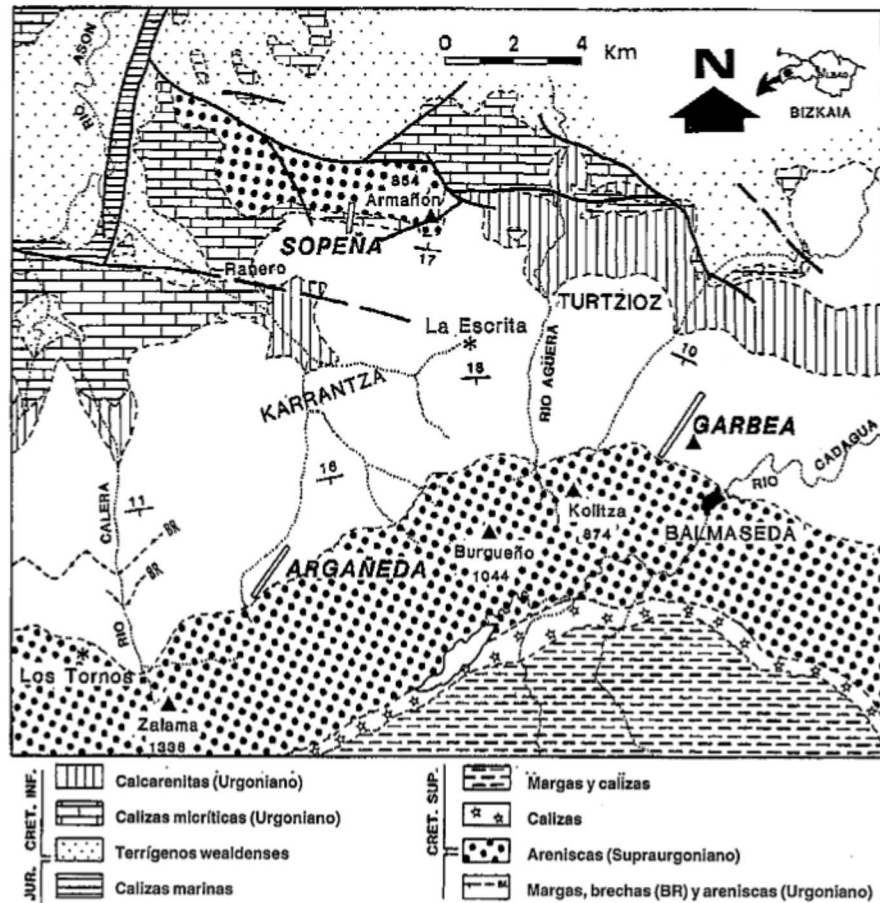 0 2 4 Km
N
BILBAO
BIZKAIA
RIO ASON
864
Armañon
SOPEÑA
17
Ranero
TURTZIOZ
La Escrita
18
10
KARRANTZA
RIO AGÜERA
GARBEA
RIO CADAGUA
16
11
CALERA
BR
BR
RIO
Kolitza
874
BALMASEDA
Burgueño
1044
ARGAÑEDA
Los Tornos
Zalama
1336
CRET. INF.
Calcarenitas (Urgoniano)
Calizas micríticas (Urgoniano)
Terrígenos wealdenses
JUR.
Calizas marinas
CRET. SUP.
Margas y calizas
Calizas
Areniscas (Supraurgoniano)
BR
Margas, brechas (BR) y areniscas (Urgoniano)